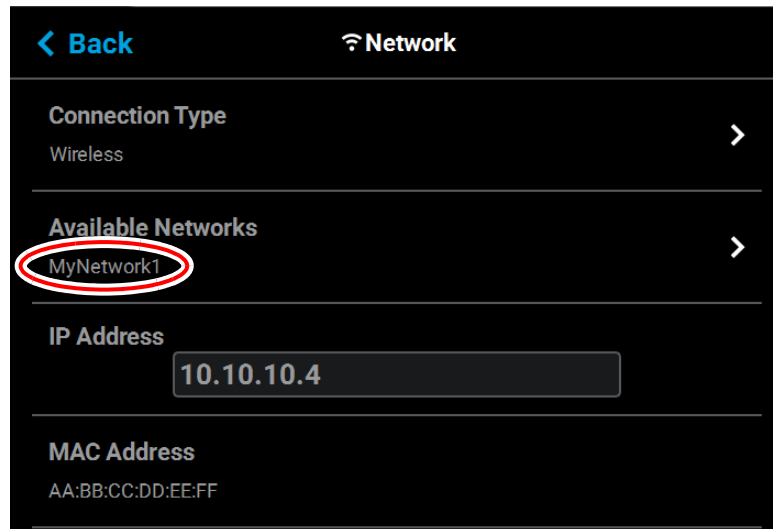 Back
Network
Connection Type
Wireless
Available Networks
MyNetwork1
IP Address
10.10.10.4
MAC Address
AA:BB:CC:DD:EE:FF